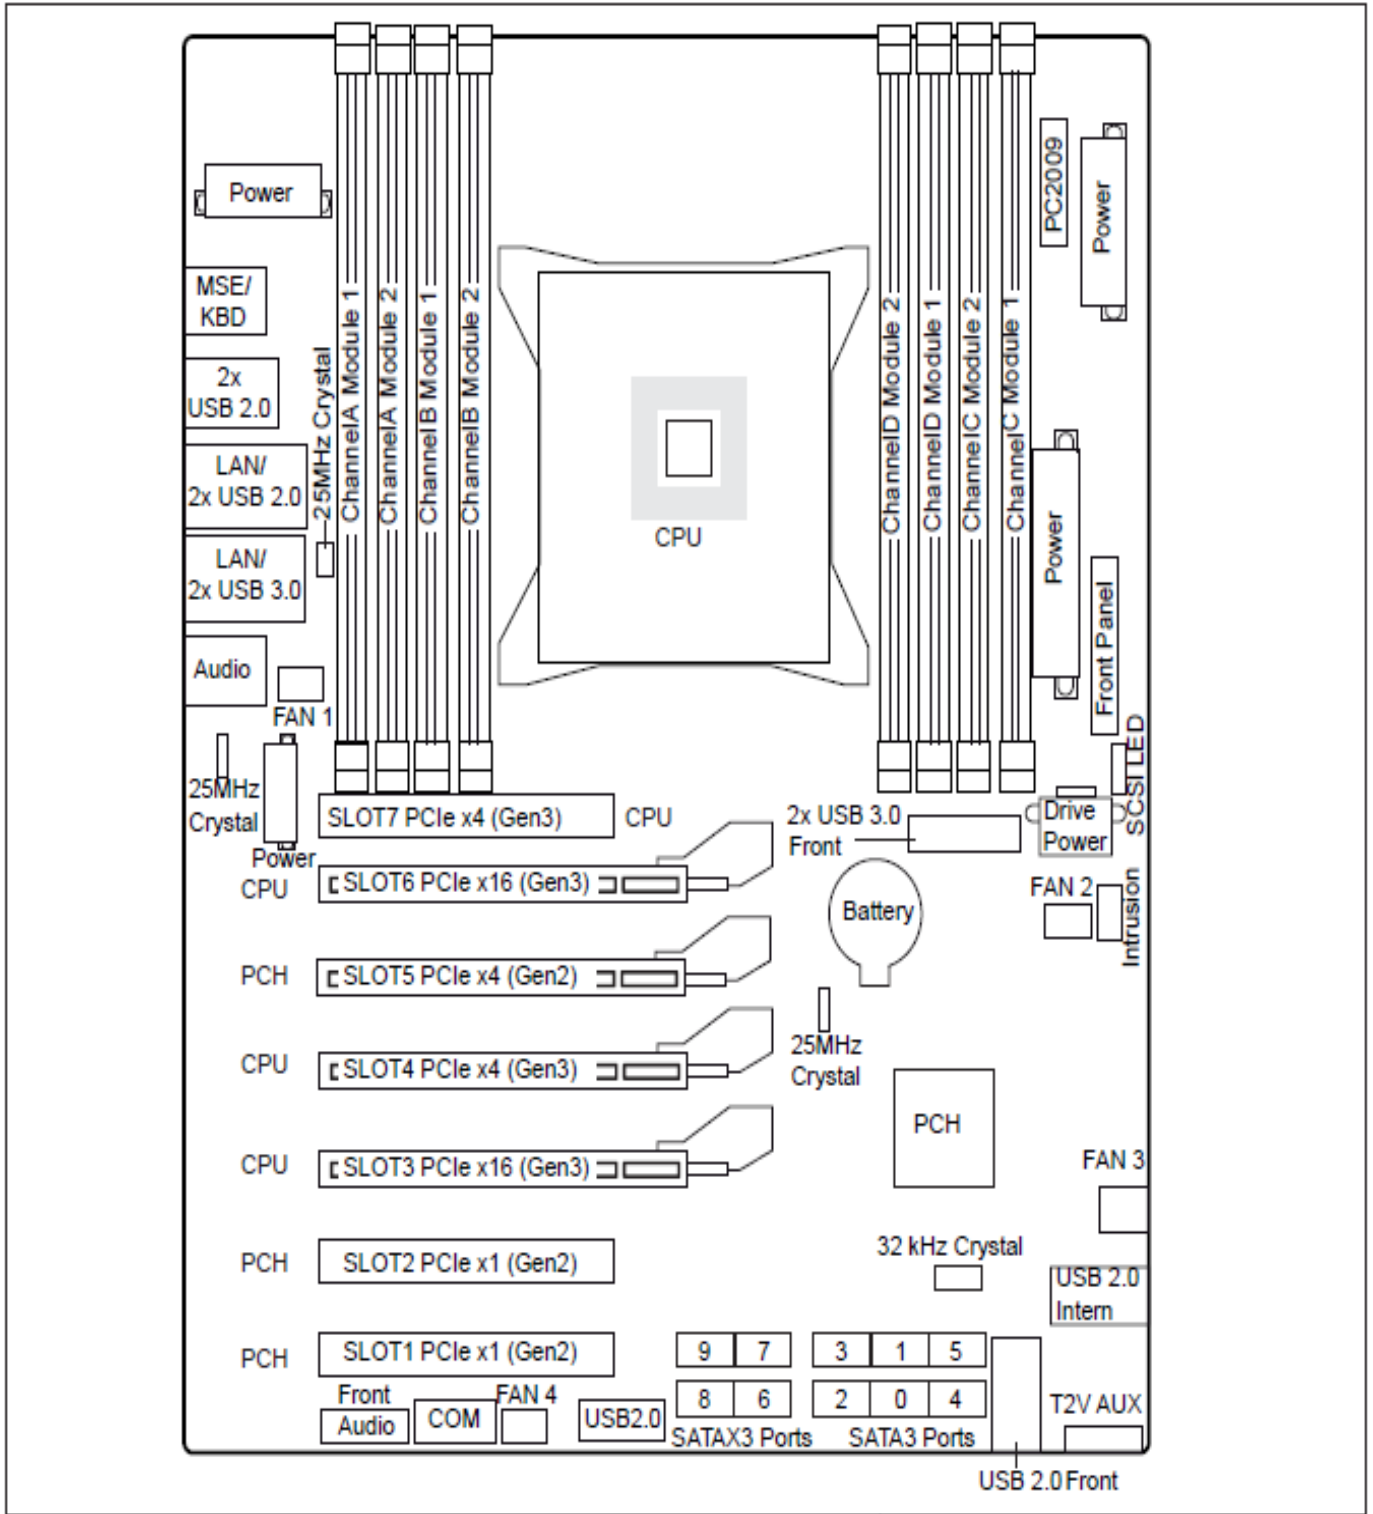 Power
PC2009
Power
MSE/
KBD
2x
USB 2.0
LAN/
2x USB 2.0
LAN/
2x USB 3.0
Audio
25MHz Crystal
ChannelA Module 1
ChannelA Module 2
Channel B Module 1
ChannelB Module 2
CPU
ChannelD Module 2
ChannelD Module 1
ChannelC Module 2
ChannelC Module 1
Power
Front Panel
FAN 1
25MHz
Crystal
Power
SCSI LED
SLOT7 PCIe x4 (Gen3)
CPU
2x USB 3.0
Front
Drive
Power
CPU
SLOT6 PCIe x16 (Gen3)
Battery
FAN 2
Intrusion
PCH
SLOT5 PCIe x4 (Gen2)
25MHz
Crystal
CPU
SLOT4 PCIe x4 (Gen3)
PCH
CPU
SLOT3 PCIe x16 (Gen3)
FAN 3
PCH
SLOT2 PCIe x1 (Gen2)
32 kHz Crystal
USB 2.0
Intern
PCH
SLOT1 PCIe x1 (Gen2)
9 7
3 1 5
8 6
2 0 4
Front
Audio
COM
FAN 4
USB2.0
SATAX3 Ports
SATA3 Ports
T2V AUX
USB 2.0 Front